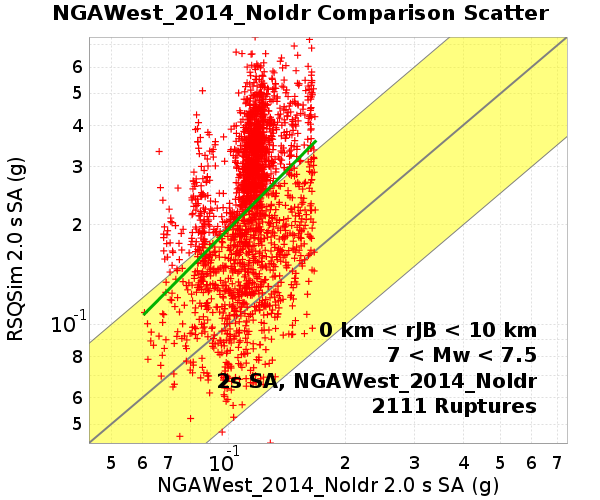 NGAWest_2014_NoIdr Comparison Scatter
RSQSim 2.0 s SA (g)
6
5
4
3
2
10^-1
8
6
5
0 km < rJB < 10 km
7 < Mw < 7.5
2s SA, NGAWest_2014_NoIdr
2111 Ruptures
5 6 7 10^-1 2 3 4 5 6 7
NGAWest_2014_NoIdr 2.0 s SA (g)